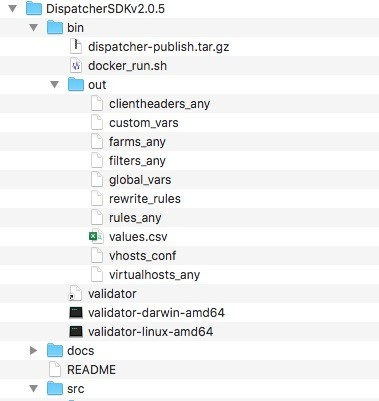 DispatcherSDKv2.0.5
bin
dispatcher-publish.tar.gz
docker_run.sh
out
clientheaders_any
custom_vars
farms_any
filters_any
global_vars
rewrite_rules
rules_any
values.csv
vhosts_conf
virtualhosts_any
validator
validator-darwin-amd64
validator-linux-amd64
docs
README
src